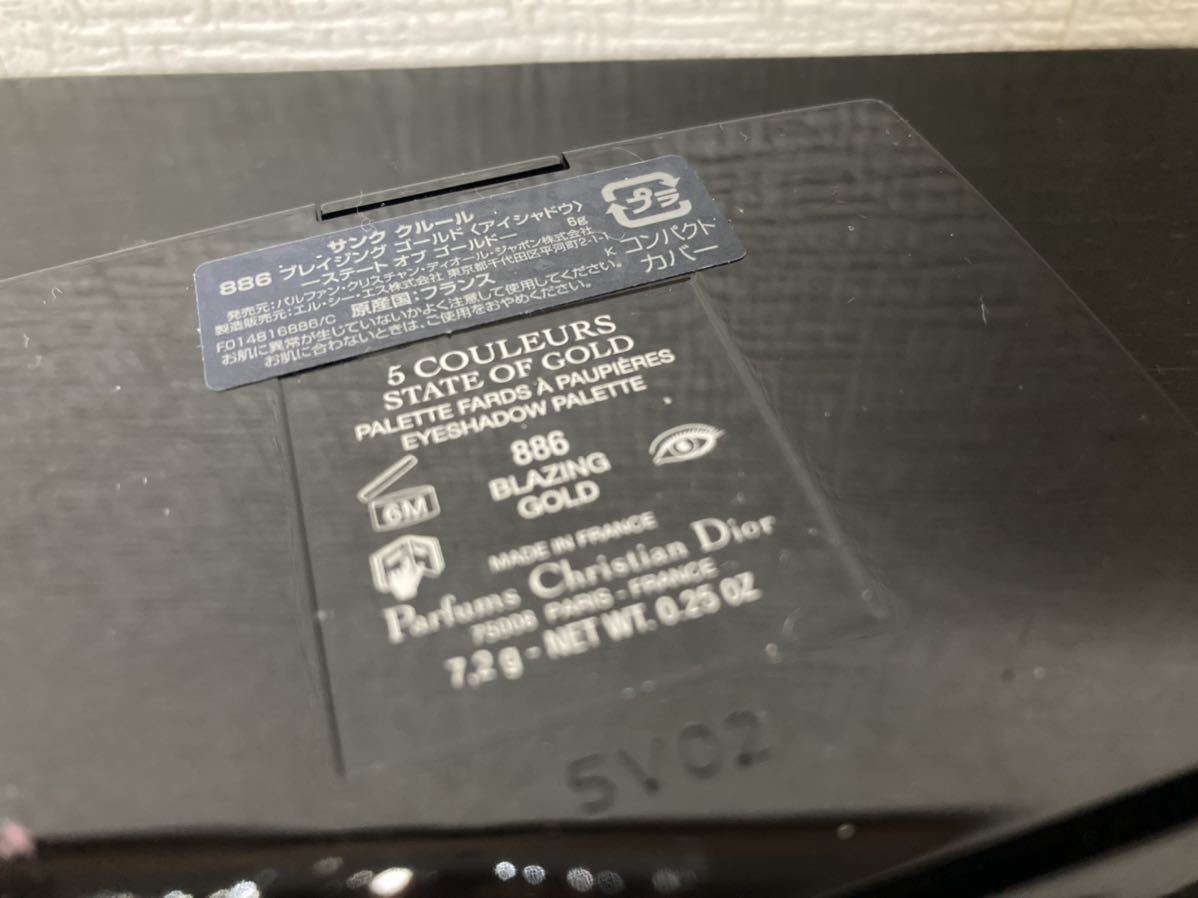 サンク クルール
886 ブレイジング ゴールド〈アイシャドウ〉
ーステート オブ ゴールドー 6g
発売元:パルファン・クリスチャン・ディオール・ジャポン株式会社
製造販売元:エル・シー・エス株式会社 東京都千代田区平河町2-1-1 K
F014816886/C 原産国:フランス
お肌に異常が生じていないかよく注意して使用してください。
お肌に合わないときは、ご使用をおやめください。
プラ
コンパクト
カバー
5 COULEURS
STATE OF GOLD
PALETTE FARDS À PAUPIÈRES
EYESHADOW PALETTE
886
BLAZING
GOLD
6M
MADE IN FRANCE
Parfums Christian Dior
75008 PARIS - FRANCE
7,2 g - NET WT. 0.25 OZ
5V02